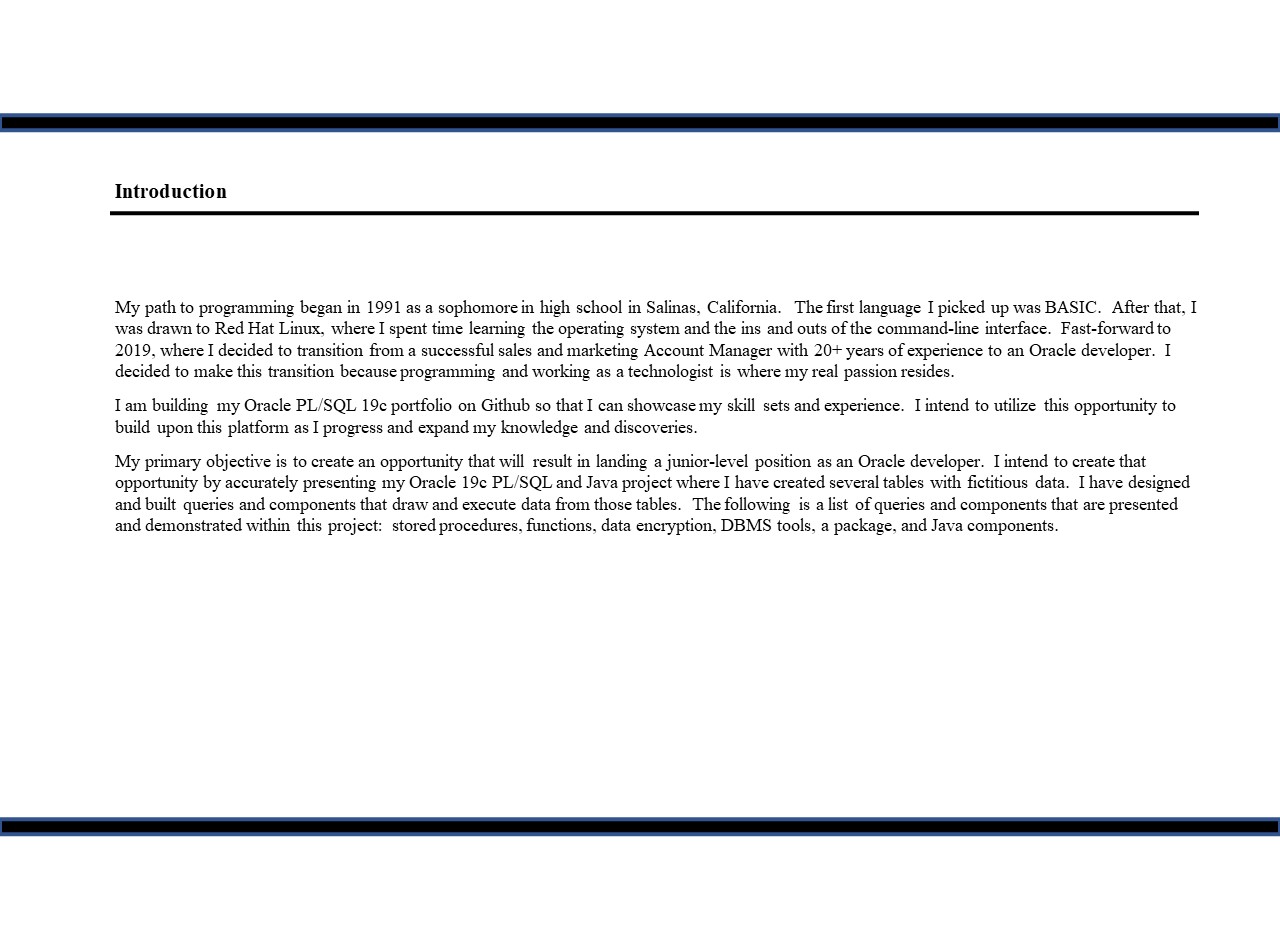 Introduction
My path to programming began in 1991 as a sophomore in high school in Salinas, California. The first language I picked up was BASIC. After that, I
was drawn to Red Hat Linux, where I spent time learning the operating system and the ins and outs of the command-line interface. Fast-forward to
2019, where I decided to transition from a successful sales and marketing Account Manager with 20+ years of experience to an Oracle developer. I
decided to make this transition because programming and working as a technologist is where my real passion resides.
I am building my Oracle PL/SQL 19c portfolio on Github so that I can showcase my skill sets and experience. I intend to utilize this opportunity to
build upon this platform as I progress and expand my knowledge and discoveries.
My primary objective is to create an opportunity that will result in landing a junior-level position as an Oracle developer. I intend to create that
opportunity by accurately presenting my Oracle 19c PL/SQL and Java project where I have created several tables with fictitious data. I have designed
and built queries and components that draw and execute data from those tables. The following is a list of queries and components that are presented
and demonstrated within this project: stored procedures, functions, data encryption, DBMS tools, a package, and Java components.